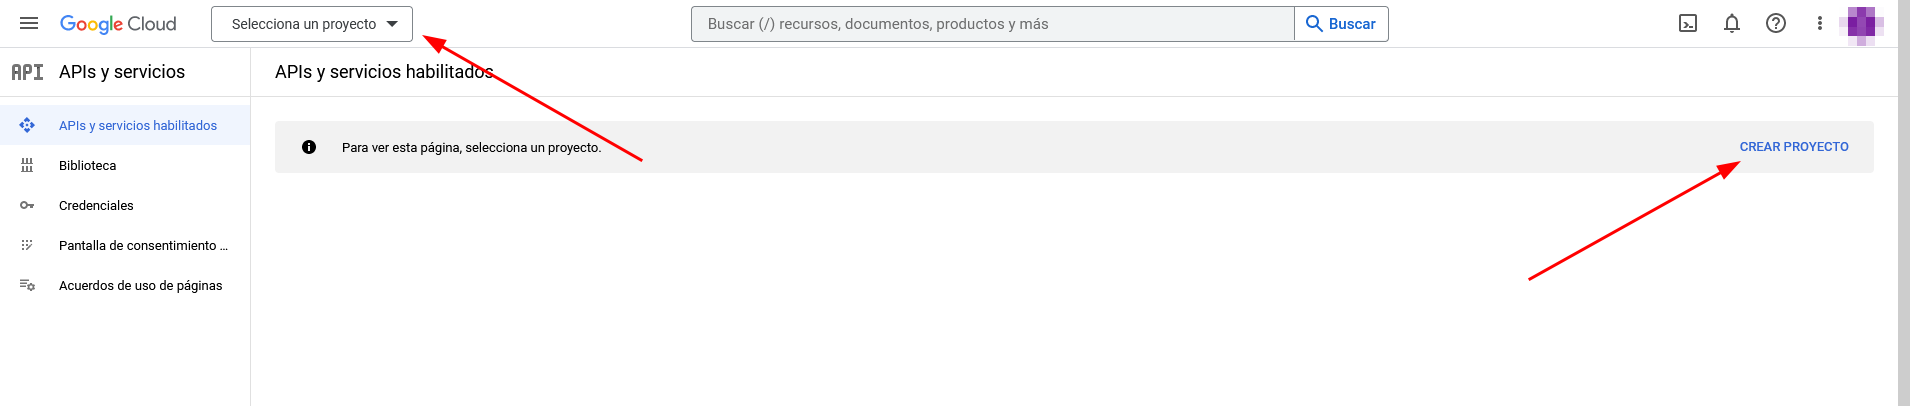 Google Cloud
Selecciona un proyecto
Buscar (/) recursos, documentos, productos y más
Buscar
API
APIs y servicios
APIs y servicios habilitados
APIs y servicios habilitados
Biblioteca
Credenciales
Pantalla de consentimiento ...
Acuerdos de uso de páginas
Para ver esta página, selecciona un proyecto.
CREAR PROYECTO